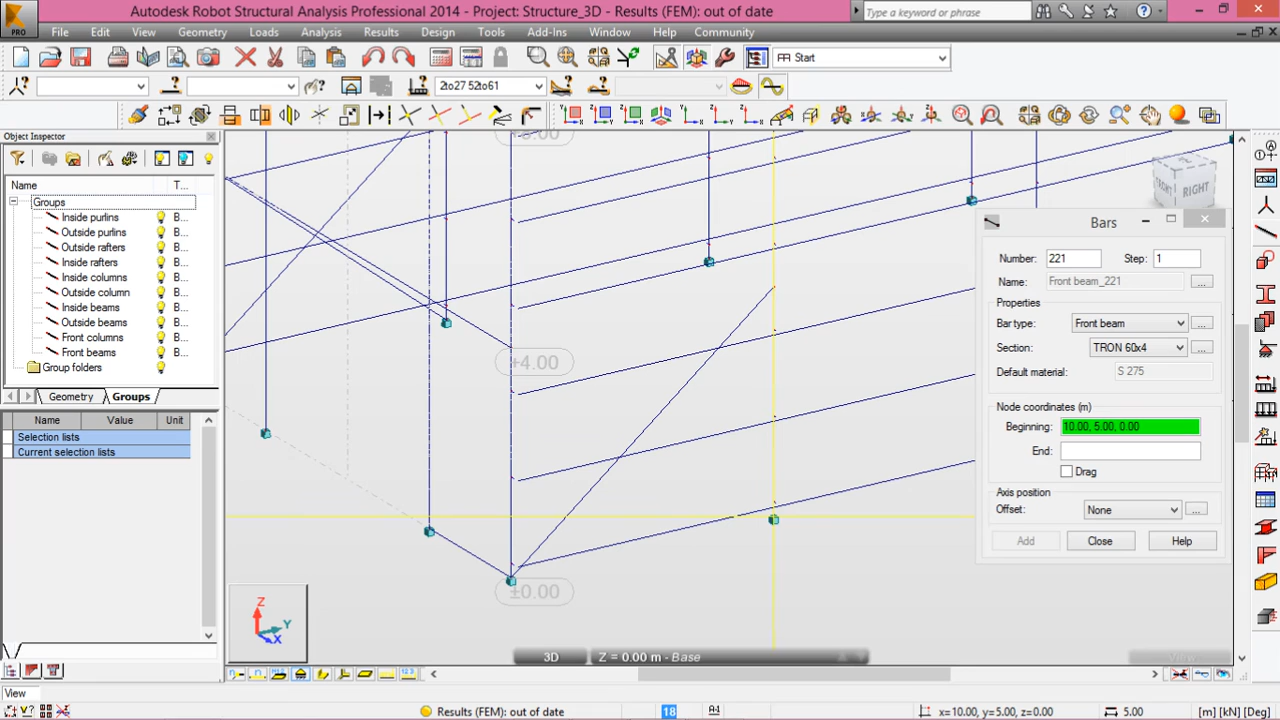 Autodesk Robot Structural Analysis Professional 2014 - Project: Structure_3D - Results (FEM): out of date
Type a keyword or phrase
PRO
File Edit View Geometry Loads Analysis Results Design Tools Add-Ins Window Help Community
Start
2to27 52to61
Object Inspector
Name T...
Groups
Inside purlins B...
Outside purlins B...
Outside rafters B...
Inside rafters B...
Inside columns B...
Outside column B...
Inside beams B...
Outside beams B...
Front columns B...
Front beams B...
Group folders
Geometry Groups
Name Value Unit
Selection lists
Current selection lists
+4.00
±0.00
FRONT RIGHT
Z
Y
X
3D Z = 0.00 m - Base
View
Bars
Number: 221 Step: 1
Name: Front beam_221 ...
Properties
Bar type: Front beam ...
Section: TRON 60x4 ...
Default material: S 275
Node coordinates (m)
Beginning: 10.00, 5.00, 0.00
End:
Drag
Axis position
Offset: None ...
Add Close Help
View
Results (FEM): out of date 18 x=10.00, y=5.00, z=0.00 5.00 [m] [kN] [Deg]